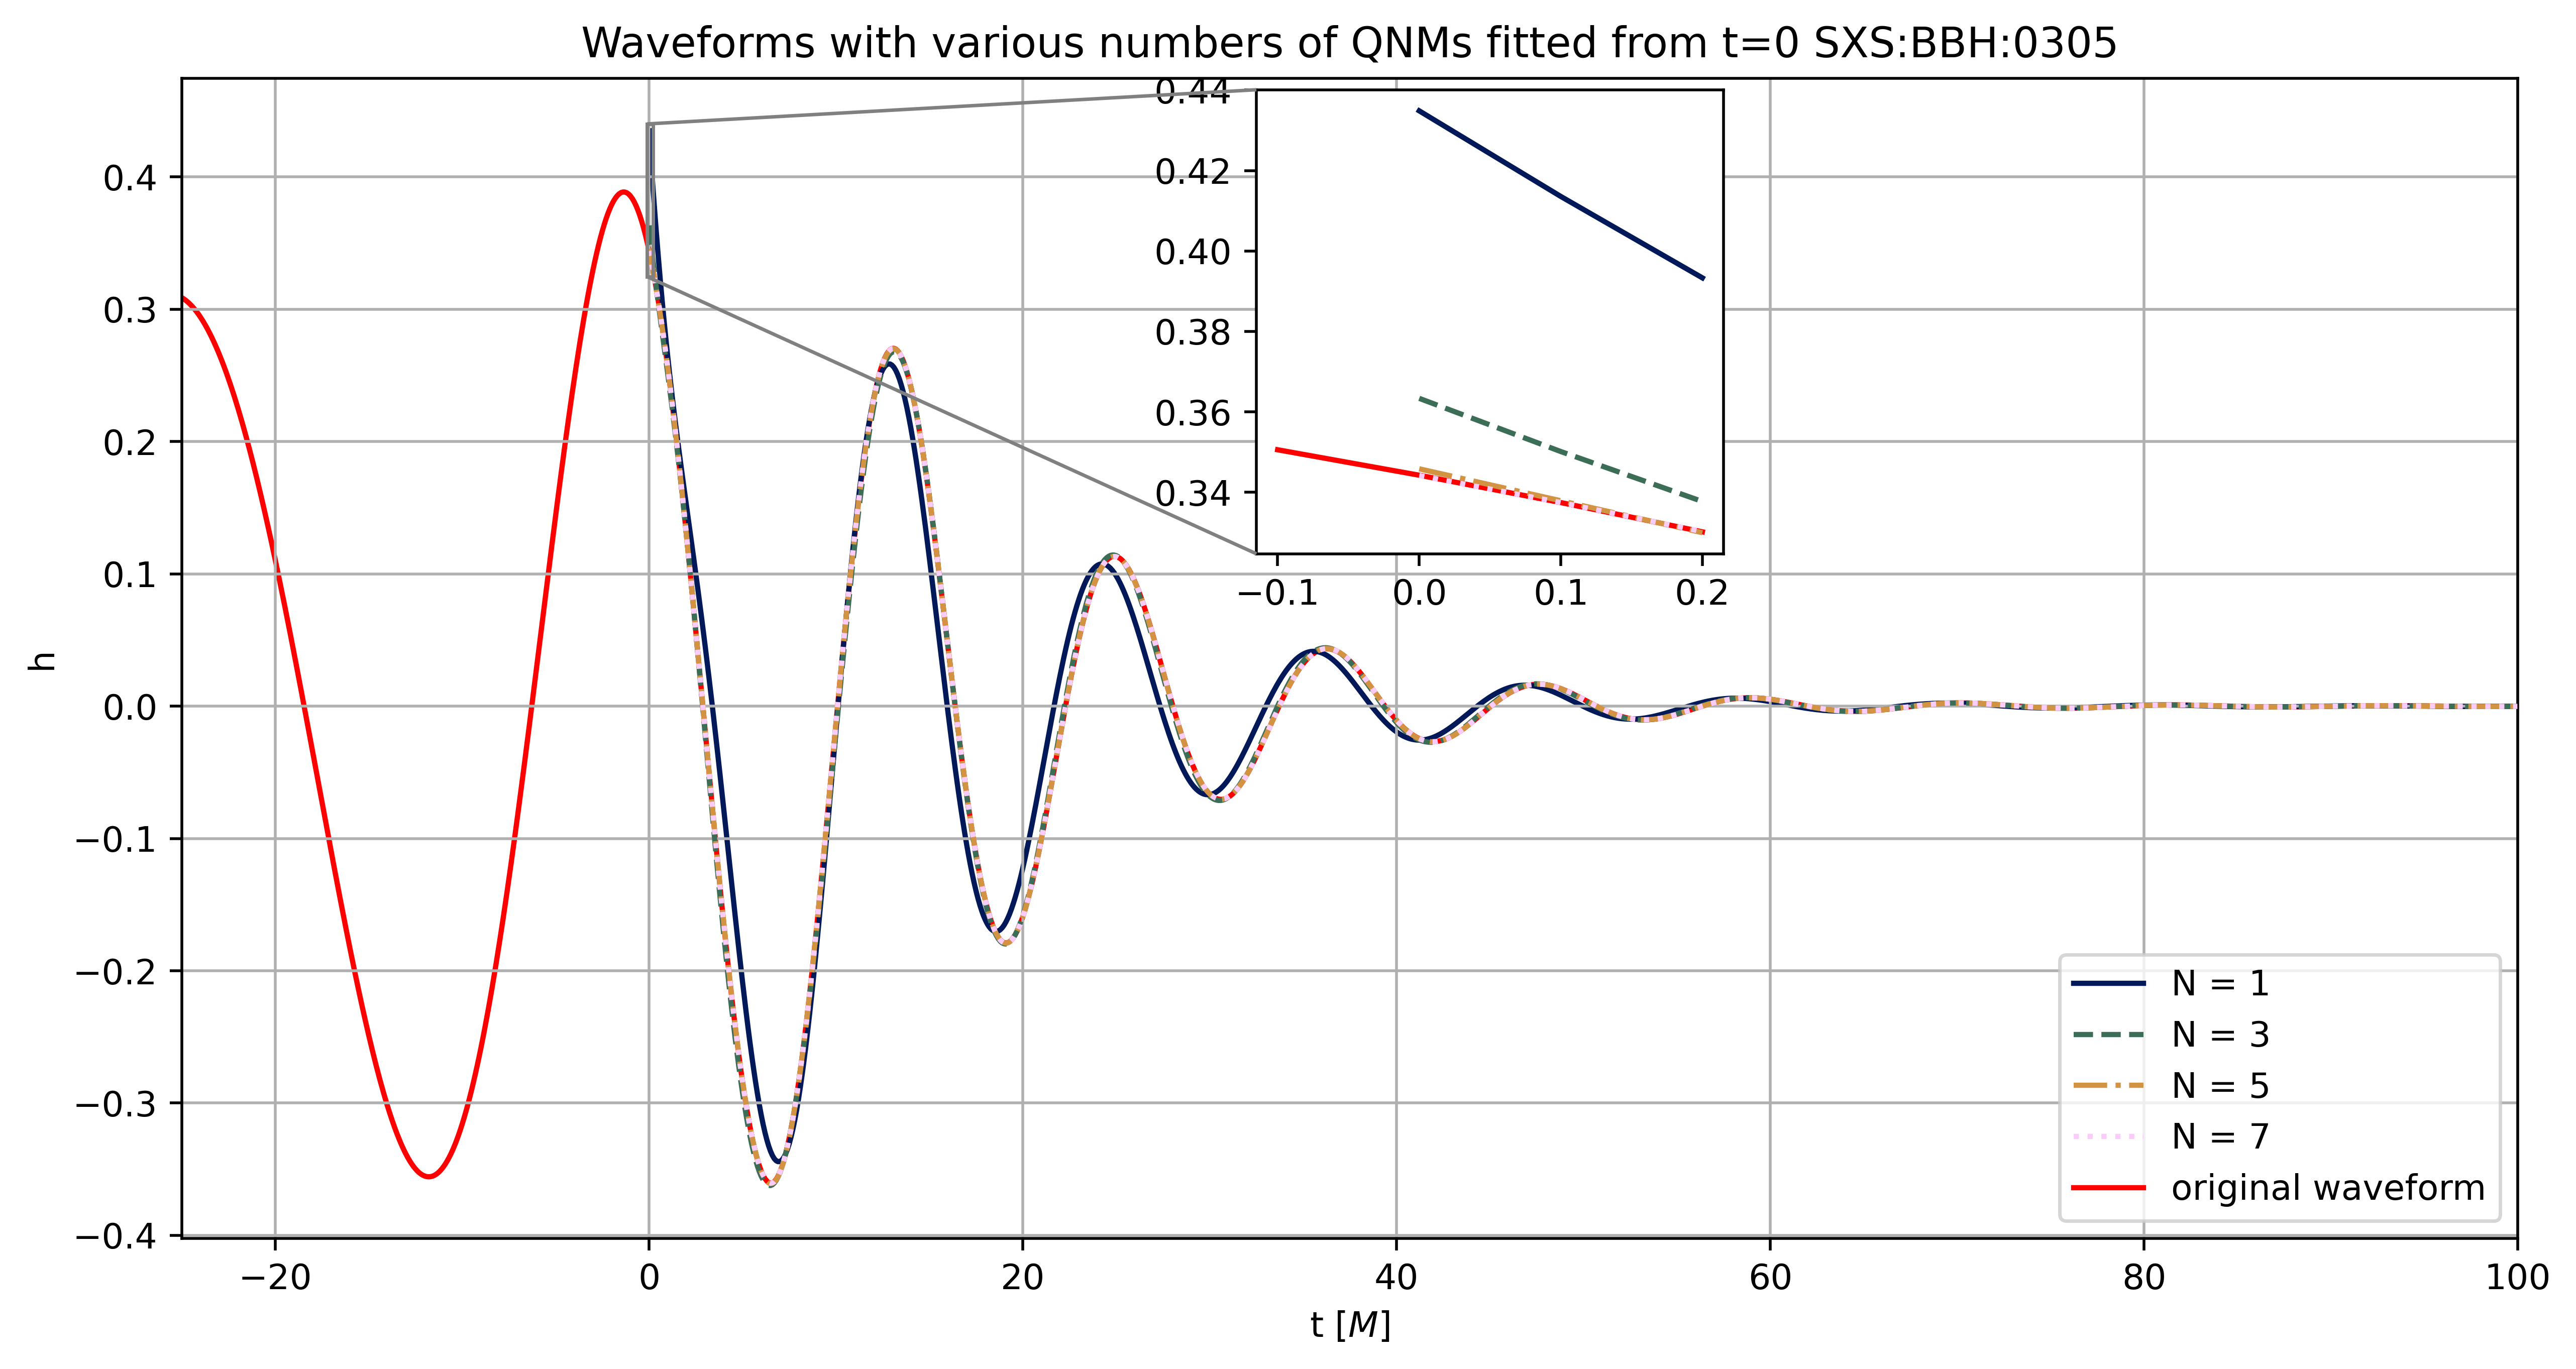 Waveforms with various numbers of QNMs fitted from t=0 SXS:BBH:0305
h
0.4
0.3
0.2
0.1
0.0
−0.1
−0.2
−0.3
−0.4
0.44
0.42
0.40
0.38
0.36
0.34
−0.1 0.0 0.1 0.2
N = 1
N = 3
N = 5
N = 7
original waveform
−20 0 20 40 60 80 100
t [M]